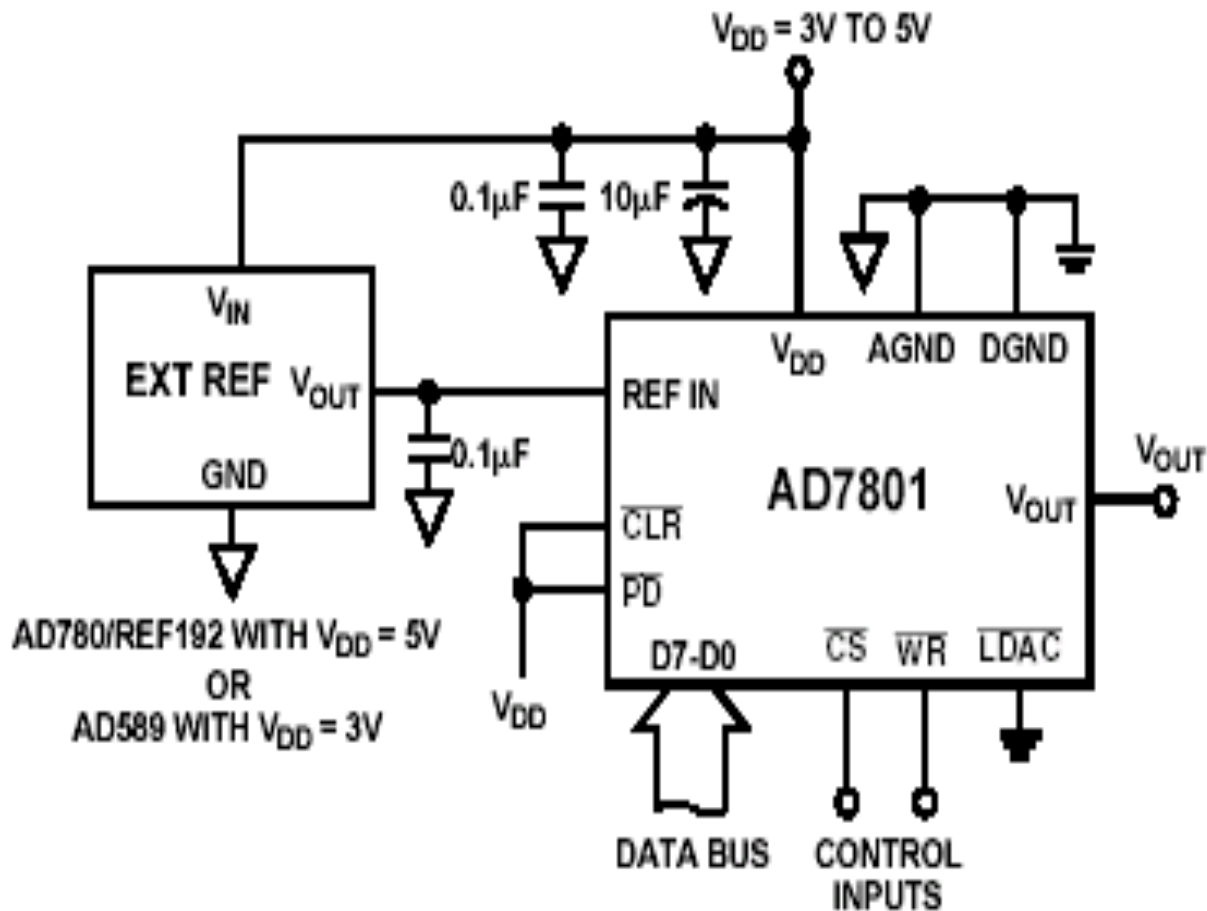 VDD = 3V TO 5V
0.1µF
10µF
VIN
EXT REF
VOUT
GND
0.1µF
VDD
AGND
DGND
REF IN
AD7801
VOUT
VOUT
CLR
PD
D7-D0
CS
WR
LDAC
AD780/REF192 WITH VDD = 5V
OR
AD589 WITH VDD = 3V
VDD
DATA BUS
CONTROL
INPUTS